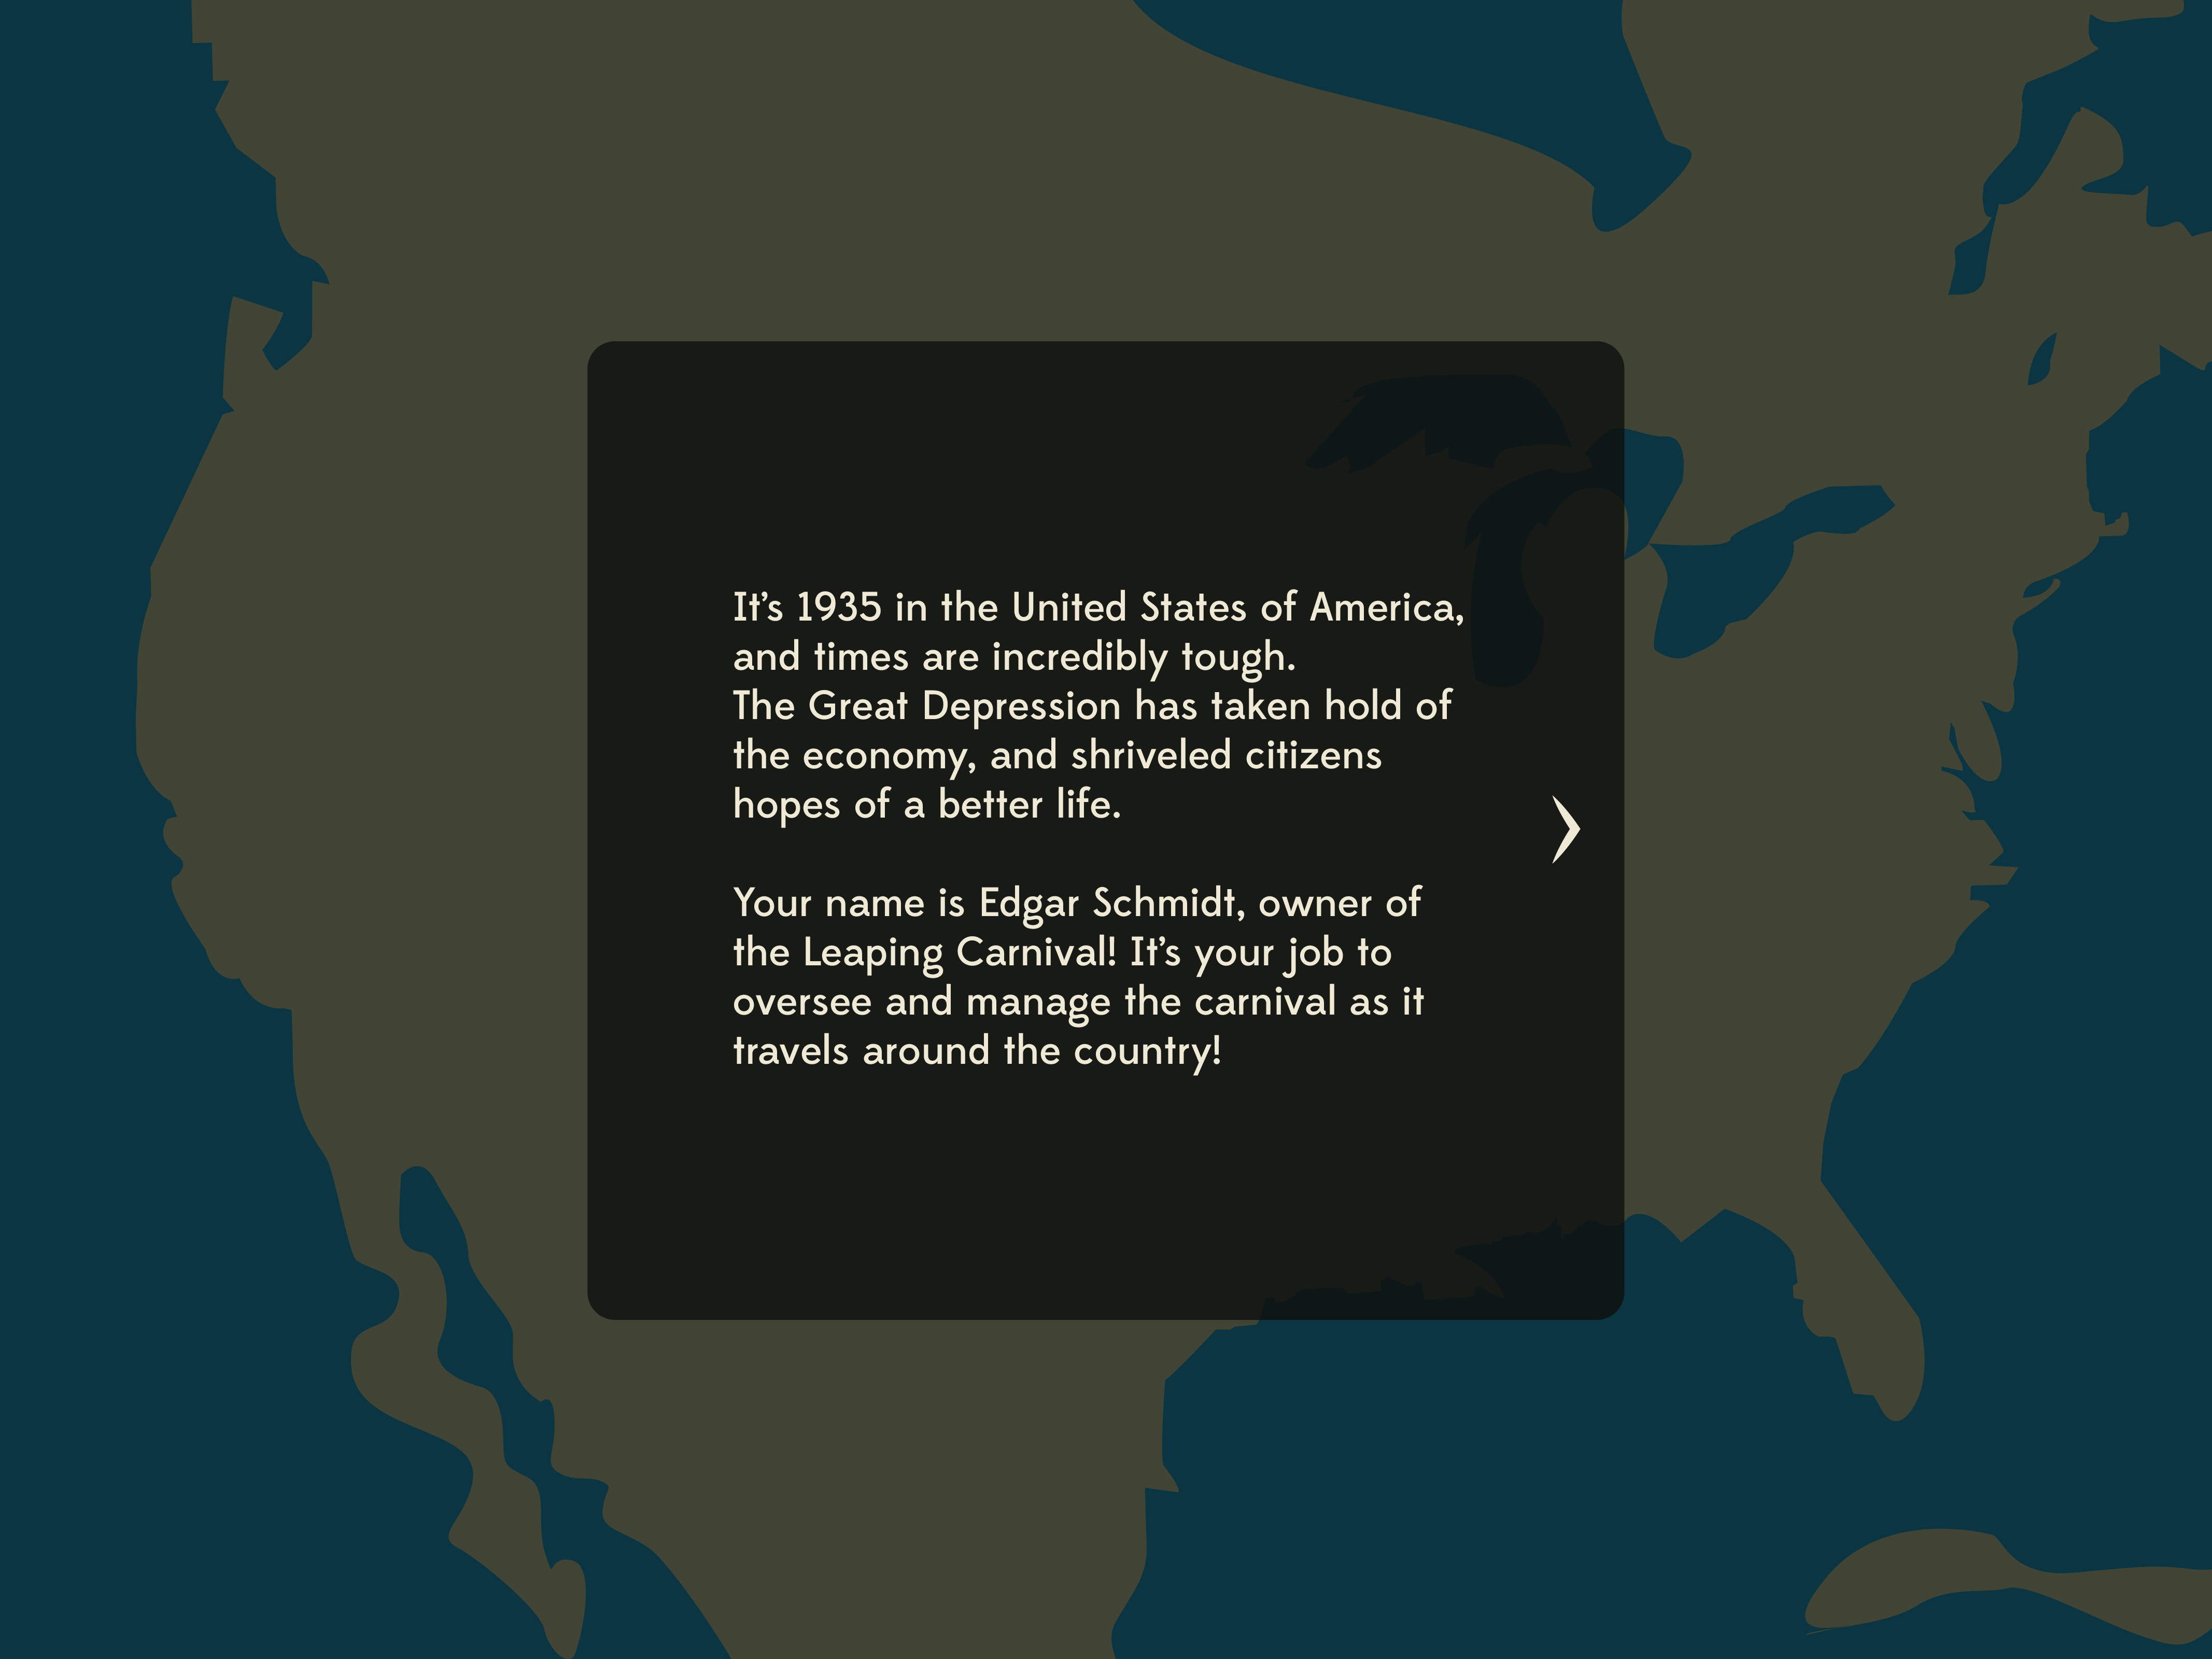 It's 1935 in the United States of America,
and times are incredibly tough.
The Great Depression has taken hold of
the economy, and shriveled citizens
hopes of a better life.
Your name is Edgar Schmidt, owner of
the Leaping Carnival! It's your job to
oversee and manage the carnival as it
travels around the country!